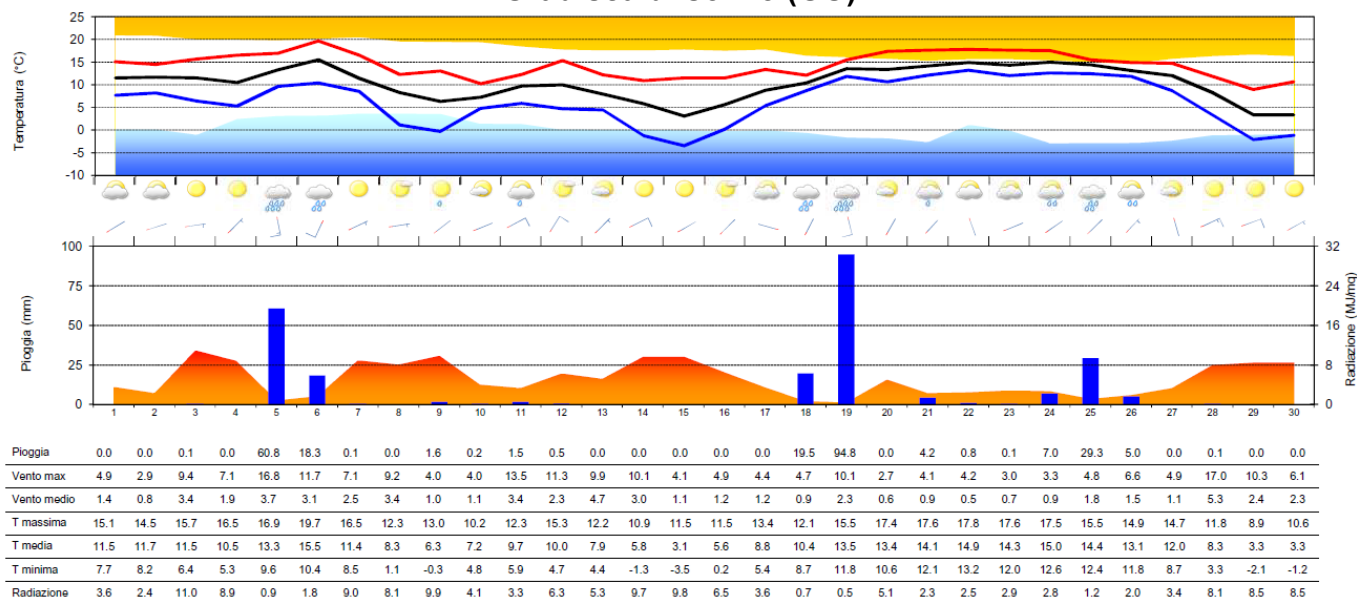 25
20
15
10
5
0
-5
-10
Temperatura (°C)
100
75
50
25
0
Pioggia (mm)
32
24
16
8
0
Radiazione (MJ/mq)
1 2 3 4 5 6 7 8 9 10 11 12 13 14 15 16 17 18 19 20 21 22 23 24 25 26 27 28 29 30
Pioggia 0.0 0.0 0.1 0.0 60.8 18.3 0.1 0.0 1.6 0.2 1.5 0.5 0.0 0.0 0.0 0.0 0.0 19.5 94.8 0.0 4.2 0.8 0.1 7.0 29.3 5.0 0.0 0.1 0.0 0.0
Vento max 4.9 2.9 9.4 7.1 16.8 11.7 7.1 9.2 4.0 4.0 13.5 11.3 9.9 10.1 4.1 4.9 4.4 4.7 10.1 2.7 4.1 4.2 3.0 3.3 4.8 6.6 4.9 17.0 10.3 6.1
Vento medio 1.4 0.8 3.4 1.9 3.7 3.1 2.5 3.4 1.0 1.1 3.4 2.3 4.7 3.0 1.1 1.2 1.2 0.9 2.3 0.6 0.9 0.5 0.7 0.9 1.8 1.5 1.1 5.3 2.4 2.3
T massima 15.1 14.5 15.7 16.5 16.9 19.7 16.5 12.3 13.0 10.2 12.3 15.3 12.2 10.9 11.5 11.5 13.4 12.1 15.5 17.4 17.6 17.8 17.6 17.5 15.5 14.9 14.7 11.8 8.9 10.6
T media 11.5 11.7 11.5 10.5 13.3 15.5 11.4 8.3 6.3 7.2 9.7 10.0 7.9 5.8 3.1 5.6 8.8 10.4 13.5 13.4 14.1 14.9 14.3 15.0 14.4 13.1 12.0 8.3 3.3 3.3
T minima 7.7 8.2 6.4 5.3 9.6 10.4 8.5 1.1 -0.3 4.8 5.9 4.7 4.4 -1.3 -3.5 0.2 5.4 8.7 11.8 10.6 12.1 13.2 12.0 12.6 12.4 11.8 8.7 3.3 -2.1 -1.2
Radiazione 3.6 2.4 11.0 8.9 0.9 1.8 9.0 8.1 9.9 4.1 3.3 6.3 5.3 9.7 9.8 6.5 3.6 0.7 0.5 5.1 2.3 2.5 2.9 2.8 1.2 2.0 3.4 8.1 8.5 8.5